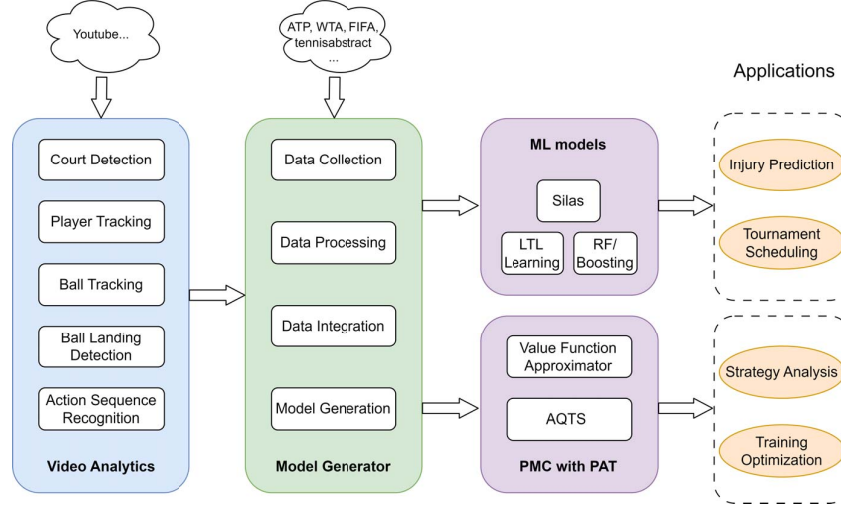 Youtube...
ATP, WTA, FIFA,
tennisabstract
...
Applications
Court Detection
Player Tracking
Ball Tracking
Ball Landing
Detection
Action Sequence
Recognition
Video Analytics
Data Collection
Data Processing
Data Integration
Model Generation
Model Generator
ML models
Silas
LTL
Learning
RF/
Boosting
Value Function
Approximator
AQTS
PMC with PAT
Injury Prediction
Tournament
Scheduling
Strategy Analysis
Training
Optimization